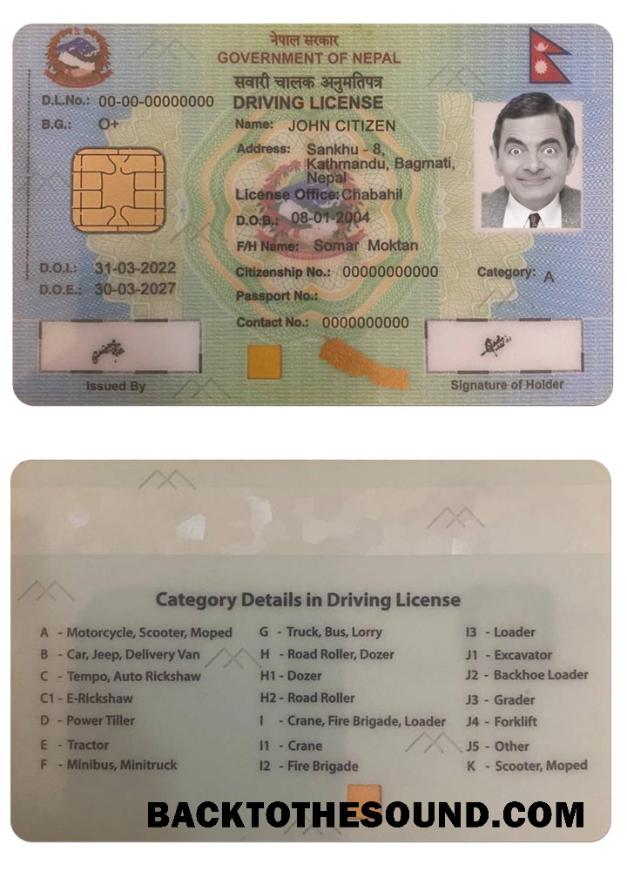 नेपाल सरकार
GOVERNMENT OF NEPAL
सवारी चालक अनुमतिपत्र
D.L.No.: 00-00-00000000 DRIVING LICENSE
B.G.: O+ Name: JOHN CITIZEN
Address: Sankhu - 8,
Kathmandu, Bagmati,
Nepal
License Office: Chabahil
D.O.B.: 08-01-2004
F/H Name: Somar Moktan
D.O.I.: 31-03-2022 Citizenship No.: 00000000000 Category: A
D.O.E.: 30-03-2027 Passport No.:
Contact No.: 0000000000
Issued By Signature of Holder
Category Details in Driving License
A - Motorcycle, Scooter, Moped G - Truck, Bus, Lorry I3 - Loader
B - Car, Jeep, Delivery Van H - Road Roller, Dozer J1 - Excavator
C - Tempo, Auto Rickshaw H1 - Dozer J2 - Backhoe Loader
C1 - E-Rickshaw H2 - Road Roller J3 - Grader
D - Power Tiller I - Crane, Fire Brigade, Loader J4 - Forklift
E - Tractor I1 - Crane J5 - Other
F - Minibus, Minitruck I2 - Fire Brigade K - Scooter, Moped
BACKTOTHESOUND.COM